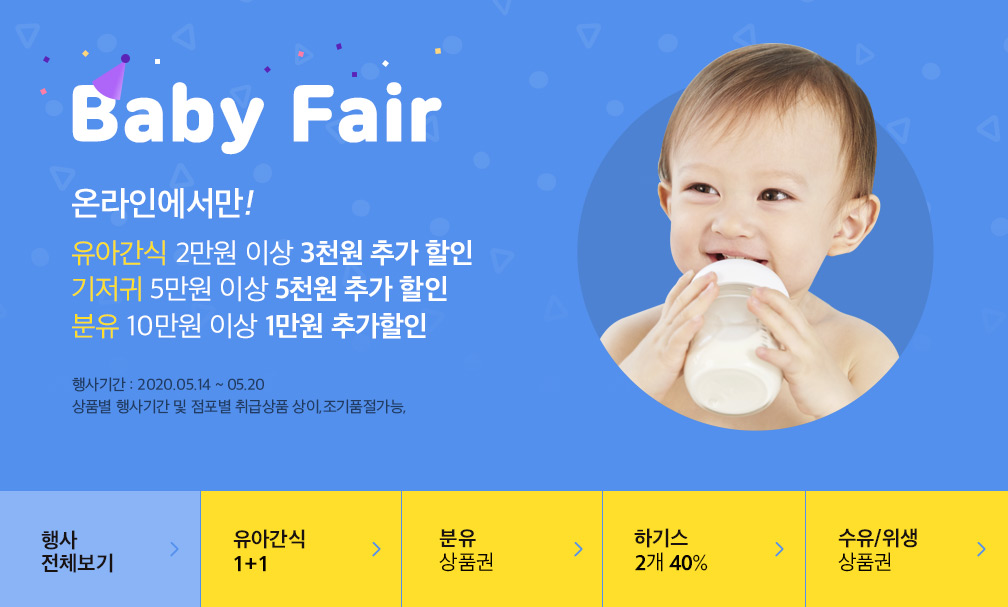 Baby Fair
온라인에서만!
유아간식 2만원 이상 3천원 추가 할인
기저귀 5만원 이상 5천원 추가 할인
분유 10만원 이상 1만원 추가할인
행사기간 : 2020.05.14 ~ 05.20
상품별 행사기간 및 점포별 취급상품 상이,조기품절가능,
행사
전체보기
유아간식
1+1
분유
상품권
하기스
2개 40%
수유/위생
상품권